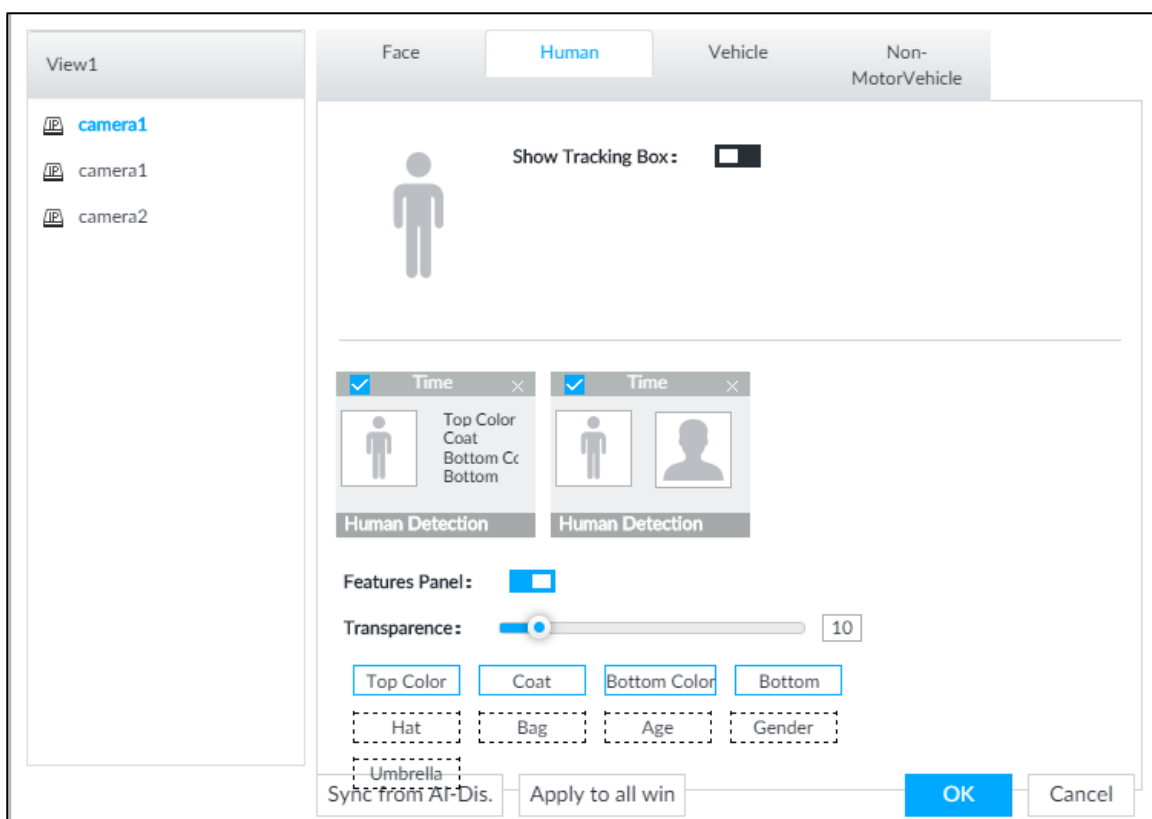 View1
camera1
camera1
camera2
Face
Human
Vehicle
Non-
MotorVehicle
Show Tracking Box:
Time
Top Color
Coat
Bottom Cc
Bottom
Human Detection
Time
Human Detection
Features Panel:
Transparence:
10
Top Color
Coat
Bottom Color
Bottom
Hat
Bag
Age
Gender
Umbrella
Sync from AI-Dis.
Apply to all win
OK
Cancel